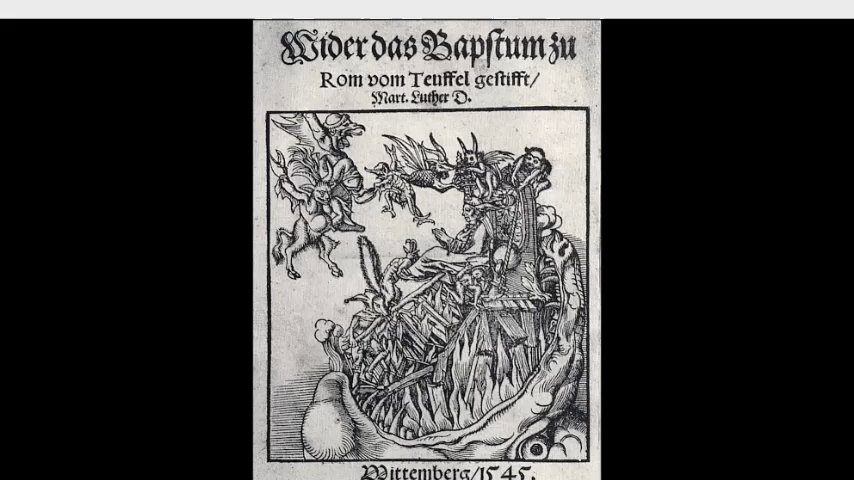 Wider das Bapstum zu
Rom vom Teuffel gestifft/
Mart. Luther D.
Wittemberg/1545.